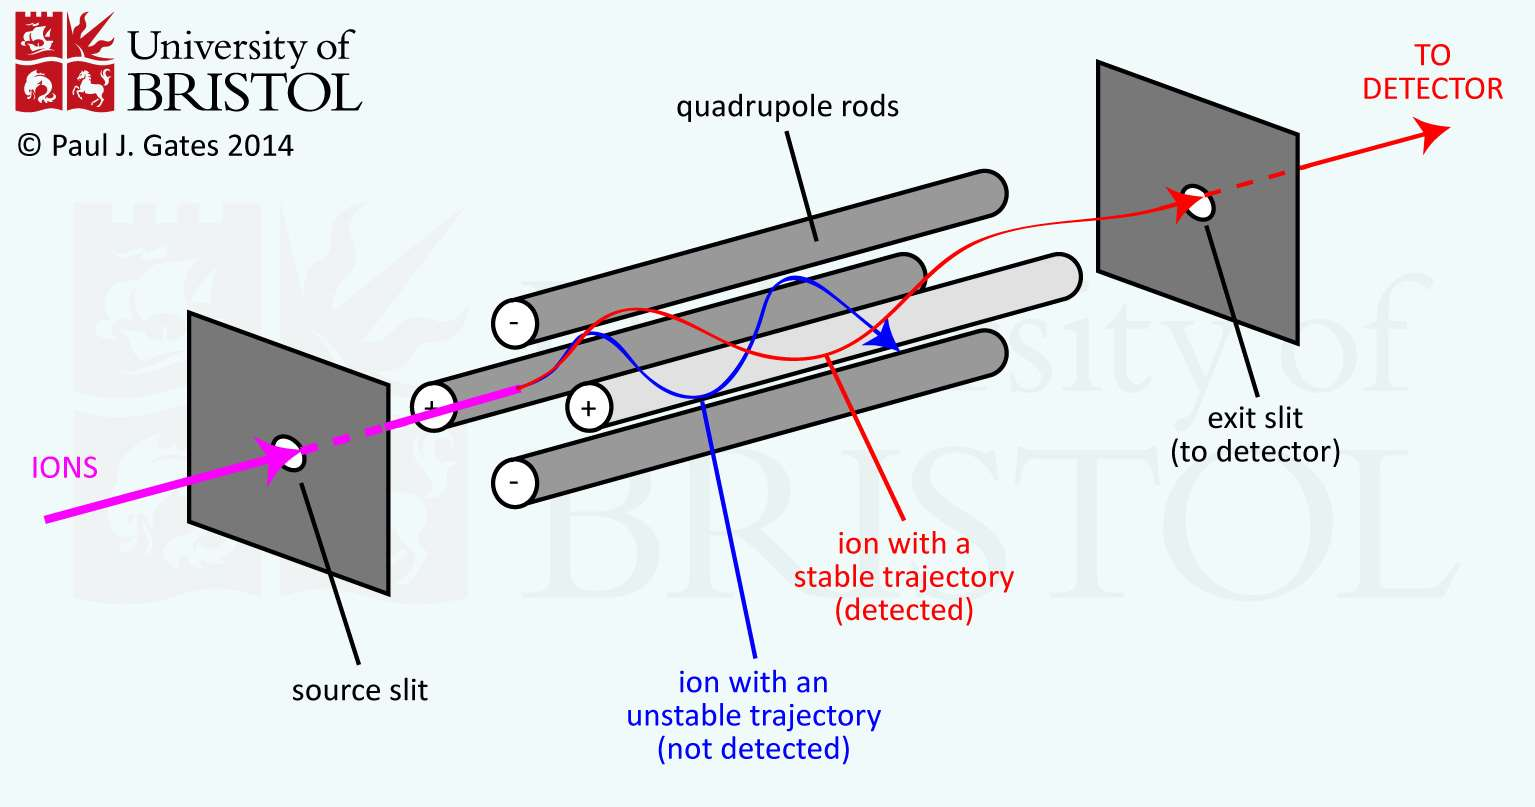 University of
BRISTOL
© Paul J. Gates 2014
TO
DETECTOR
quadrupole rods
-
+
+
-
IONS
exit slit
(to detector)
ion with a
stable trajectory
(detected)
source slit
ion with an
unstable trajectory
(not detected)
University of
BRISTOL